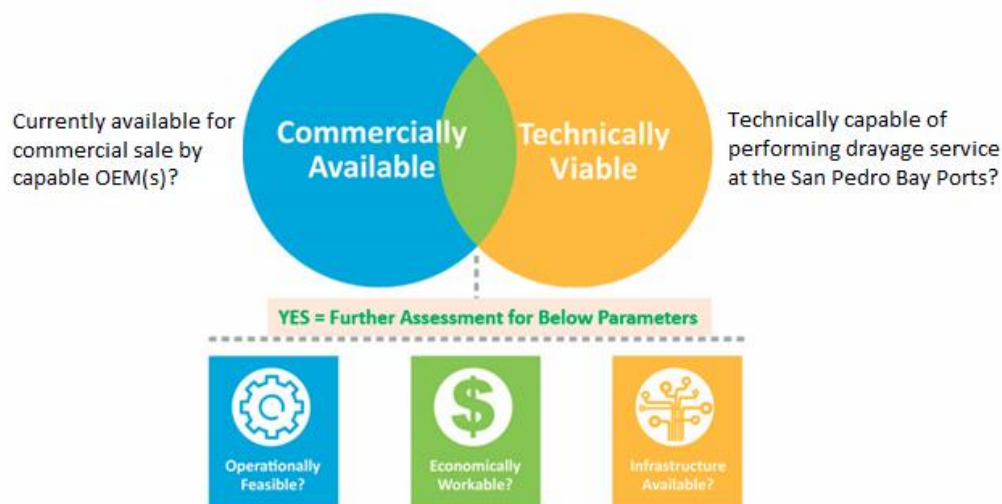 Currently available for
commercial sale by
capable OEM(s)?
Commercially
Available
Technically
Viable
Technically capable of
performing drayage service
at the San Pedro Bay Ports?
YES = Further Assessment for Below Parameters
$
Operationally
Feasible?
Economically
Workable?
Infrastructure
Available?